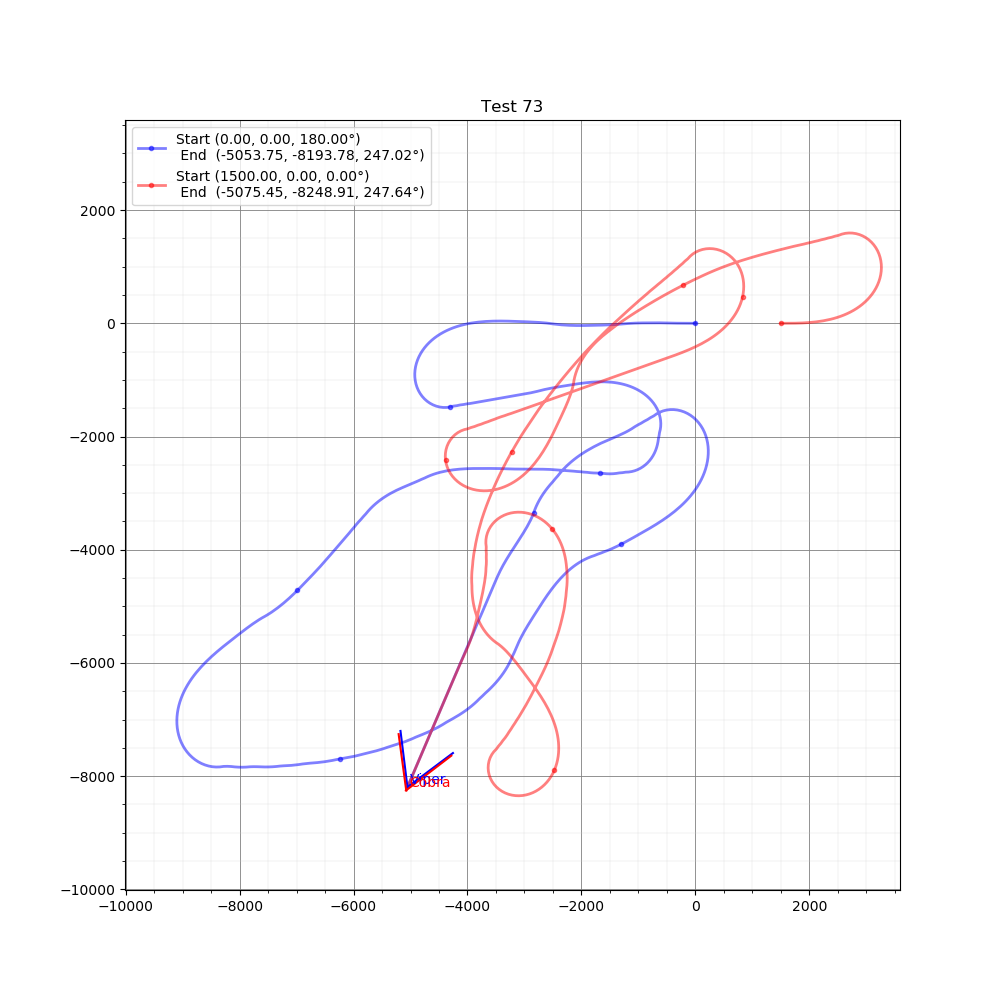 Test 73
Start (0.00, 0.00, 180.00°)
End (-5053.75, -8193.78, 247.02°)
Start (1500.00, 0.00, 0.00°)
End (-5075.45, -8248.91, 247.64°)
2000
0
−2000
−4000
−6000
−8000
−10000
Viper
Cobra
−10000 −8000 −6000 −4000 −2000 0 2000